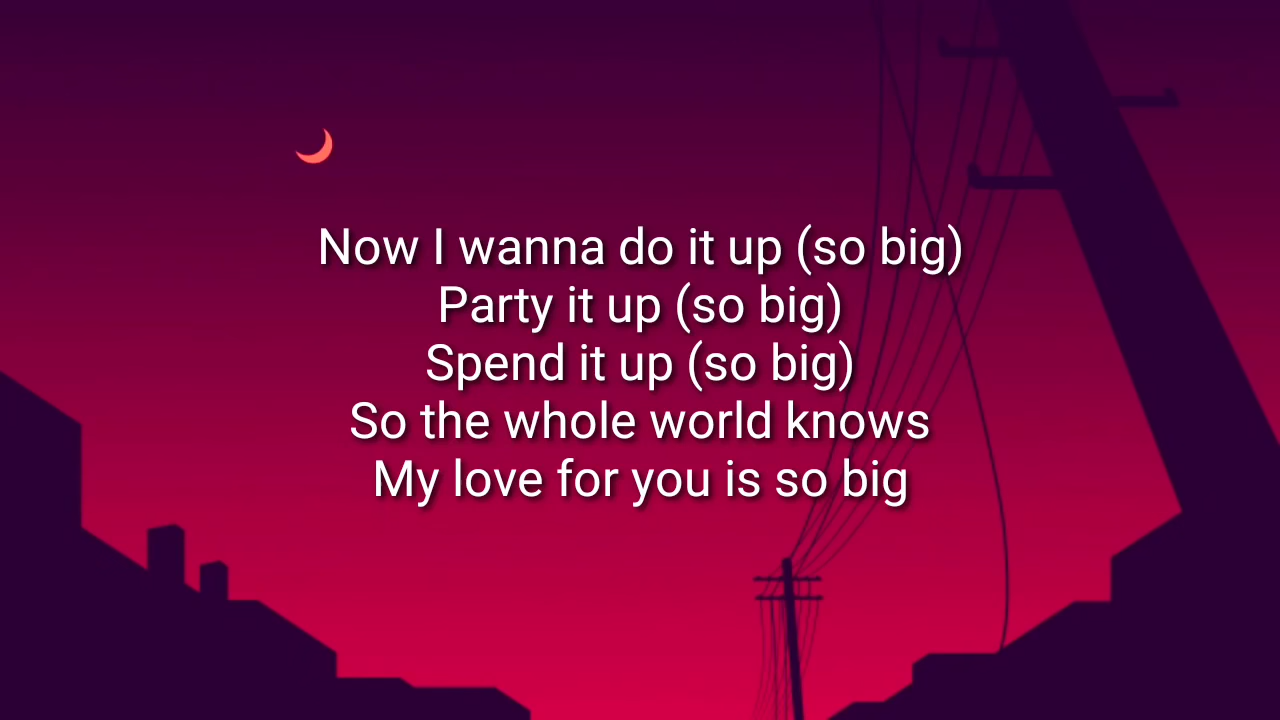 Now I wanna do it up (so big)
Party it up (so big)
Spend it up (so big)
So the whole world knows
My love for you is so big